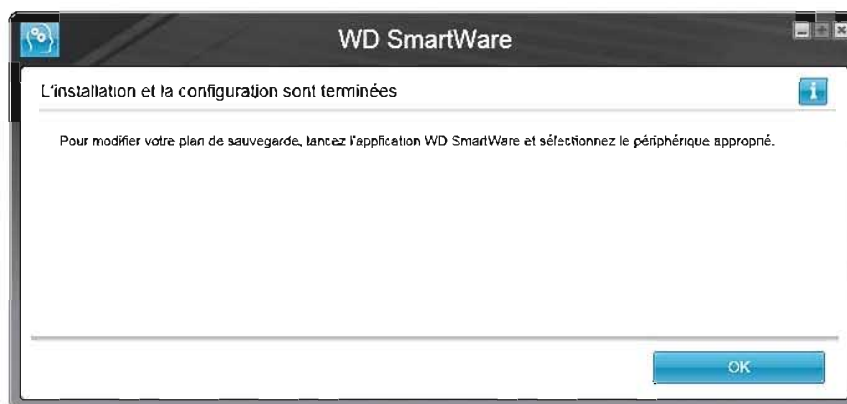 WD SmartWare
L'installation et la configuration sont terminées
Pour modifier votre plan de sauvegarde, lancez l'application WD SmartWare et sélectionnez le périphérique approprié.
OK